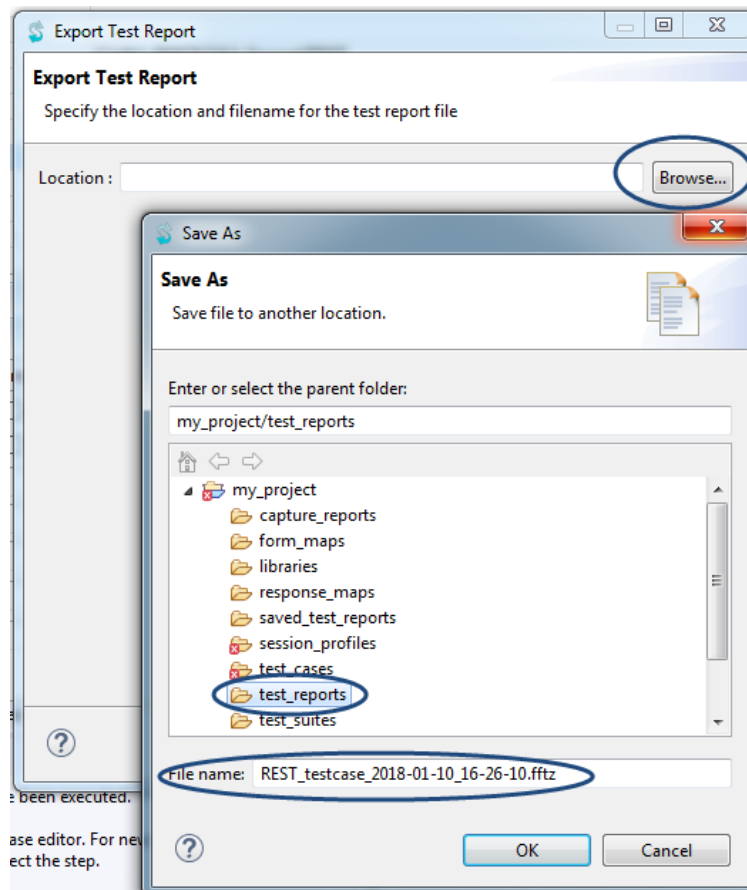 Export Test Report
Export Test Report
Specify the location and filename for the test report file
Location :
Browse...
Save As
Save As
Save file to another location.
Enter or select the parent folder:
my_project/test_reports
my_project
capture_reports
form_maps
libraries
response_maps
saved_test_reports
session_profiles
test_cases
test_reports
test_suites
File name: REST_testcase_2018-01-10_16-26-10.fftz
been executed.
ase editor. For new
ect the step.
OK Cancel